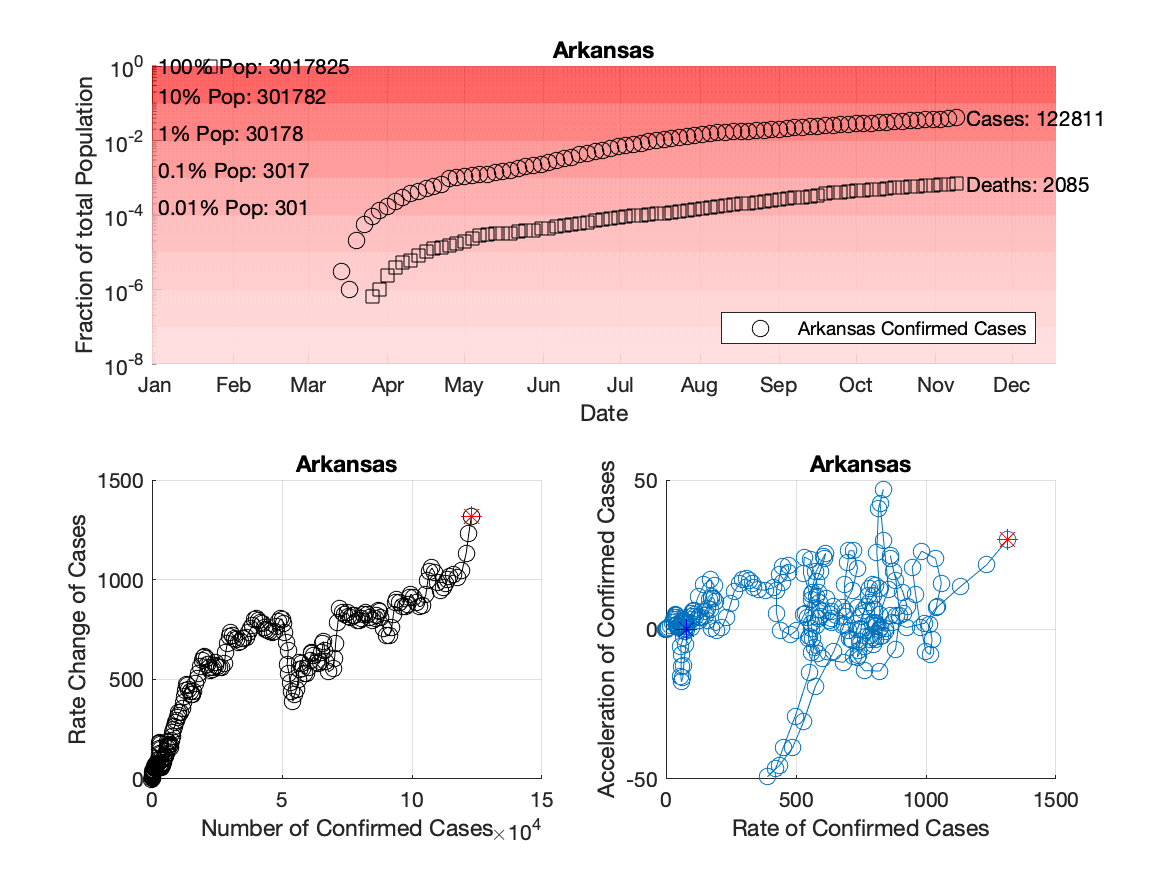 Arkansas
10^0
10^-2
10^-4
10^-6
10^-8
Fraction of total Population
100% Pop: 3017825
10% Pop: 301782
1% Pop: 30178
0.1% Pop: 3017
0.01% Pop: 301
Cases: 122811
Deaths: 2085
Arkansas Confirmed Cases
Jan Feb Mar Apr May Jun Jul Aug Sep Oct Nov Dec
Date
Arkansas
1500
1000
500
0
Rate Change of Cases
0 5 10 15
Number of Confirmed Cases
×10^4
Arkansas
50
0
-50
Acceleration of Confirmed Cases
0 500 1000 1500
Rate of Confirmed Cases